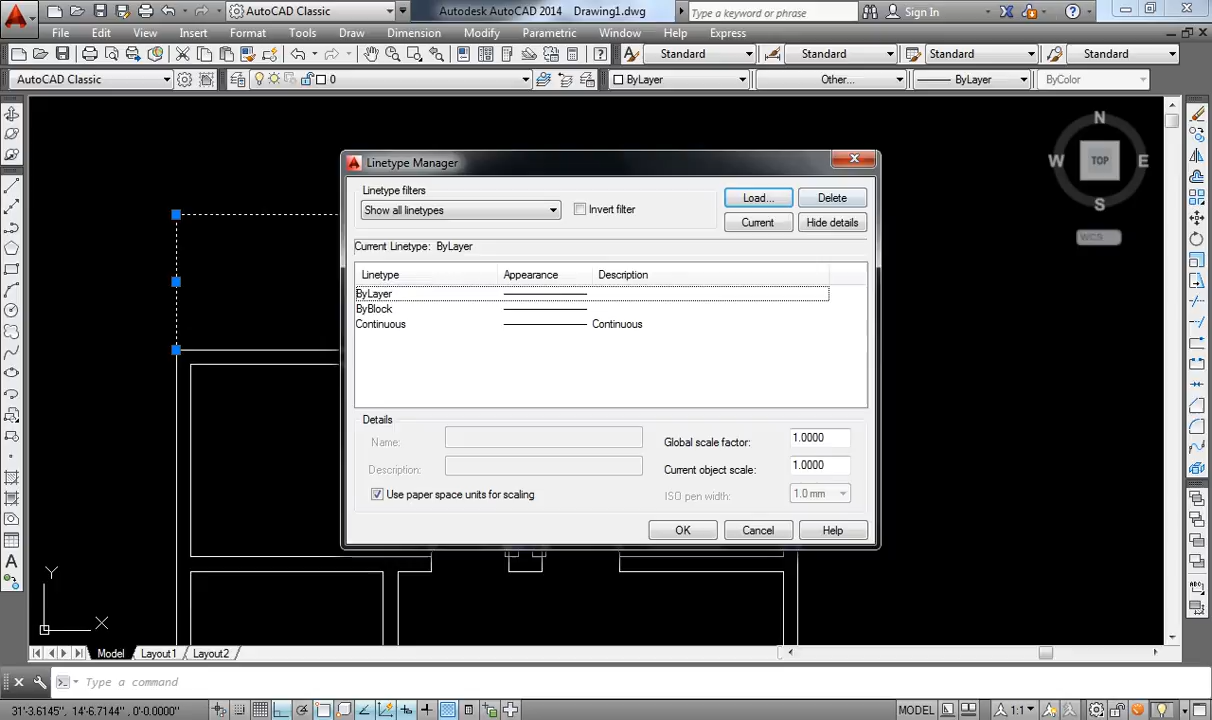 AutoCAD Classic
Autodesk AutoCAD 2014 Drawing1.dwg
Type a keyword or phrase
Sign In
File Edit View Insert Format Tools Draw Dimension Modify Parametric Window Help Express
Standard Standard Standard Standard
AutoCAD Classic 0 ByLayer Other... ByLayer ByColor
N
W TOP E
S
WCS
Linetype Manager
Linetype filters
Show all linetypes
Invert filter
Load... Delete
Current Hide details
Current Linetype: ByLayer
Linetype Appearance Description
ByLayer
ByBlock
Continuous Continuous
Details
Name:
Description:
Use paper space units for scaling
Global scale factor: 1.0000
Current object scale: 1.0000
ISO pen width: 1.0 mm
OK Cancel Help
Y
X
Model Layout1 Layout2
Type a command
31'-3.6145", 14'-6.7144" , 0'-0.0000"
MODEL 1:1